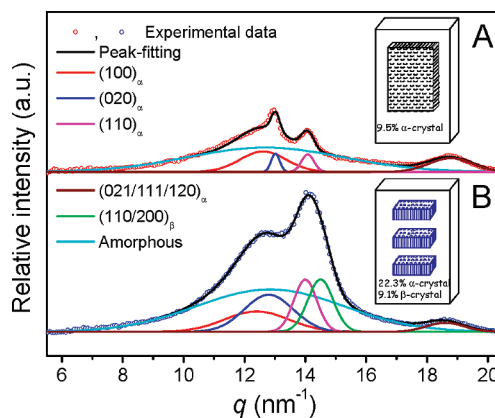 ○ , ○ Experimental data
Peak-fitting
(100)α
(020)α
(110)α
A
9.5% α-crystal
(021/111/120)α
(110/200)β
Amorphous
B
22.3% α-crystal
9.1% β-crystal
Relative intensity (a.u.)
6 8 10 12 14 16 18 20
q (nm⁻¹)